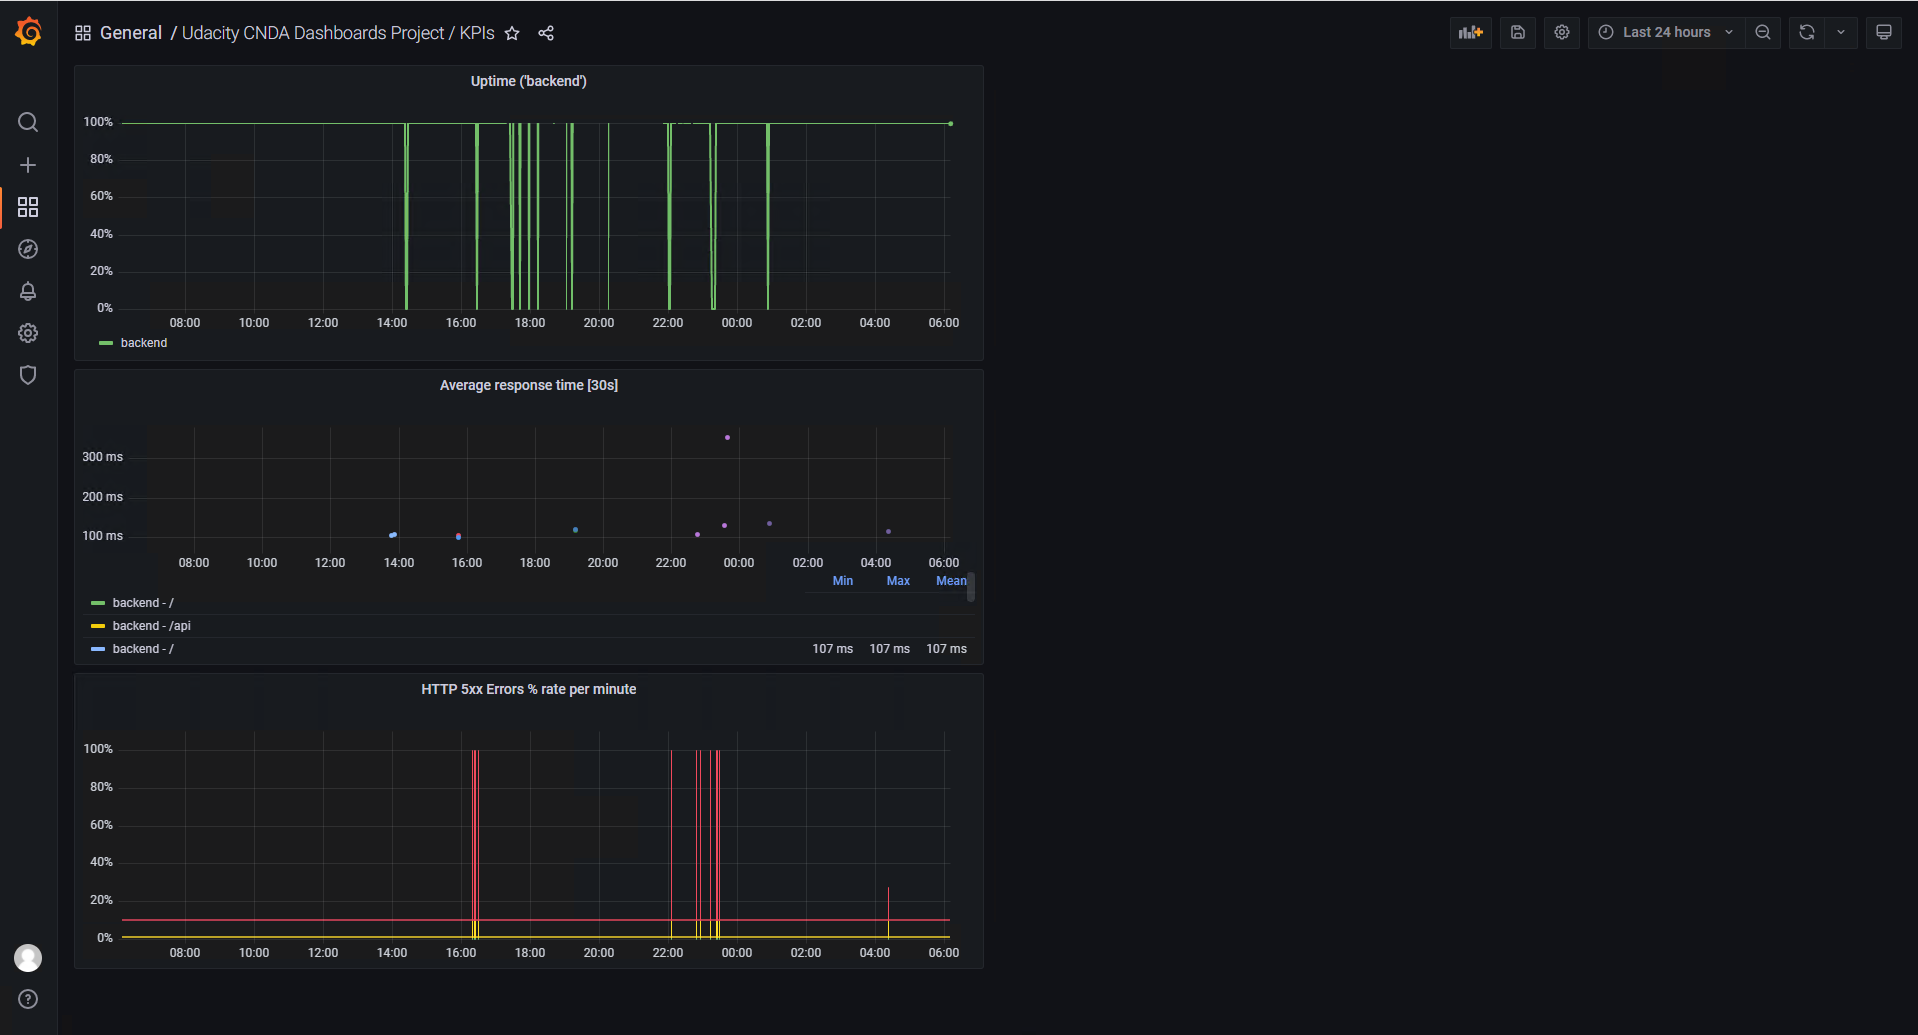 General / Udacity CNDA Dashboards Project / KPIs
Last 24 hours
Uptime ('backend')
100%
80%
60%
40%
20%
0%
08:00 10:00 12:00 14:00 16:00 18:00 20:00 22:00 00:00 02:00 04:00 06:00
backend
Average response time [30s]
300 ms
200 ms
100 ms
08:00 10:00 12:00 14:00 16:00 18:00 20:00 22:00 00:00 02:00 04:00 06:00
Min Max Mean
backend - /
backend - /api
backend - / 107 ms 107 ms 107 ms
HTTP 5xx Errors % rate per minute
100%
80%
60%
40%
20%
0%
08:00 10:00 12:00 14:00 16:00 18:00 20:00 22:00 00:00 02:00 04:00 06:00